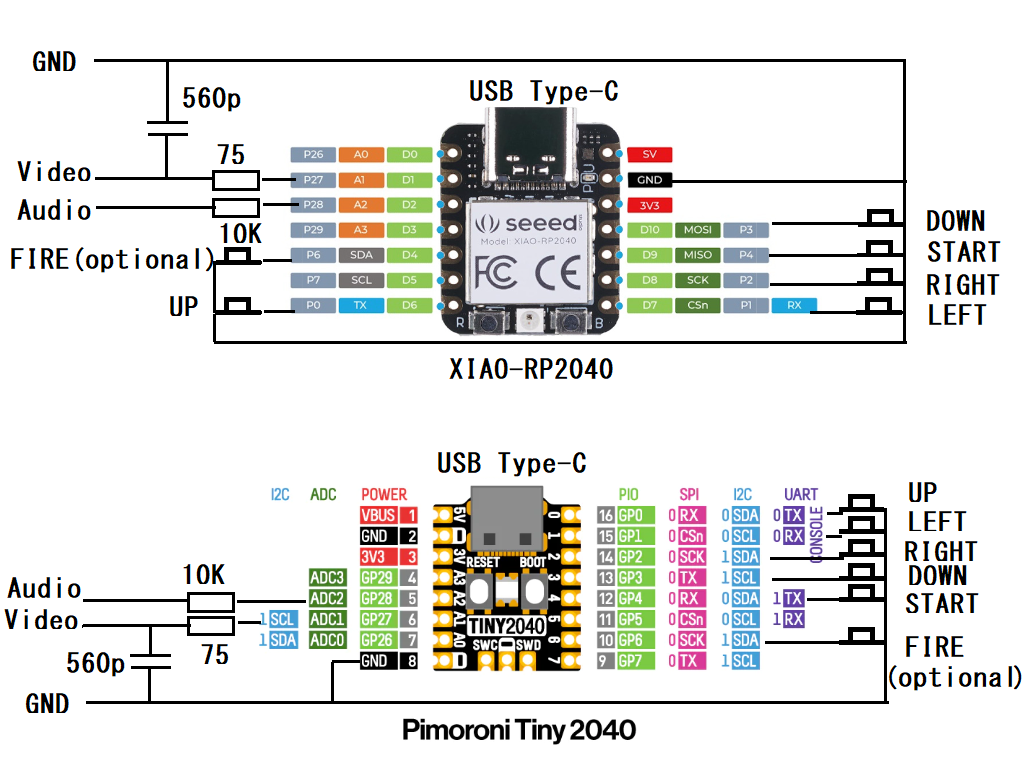 GND
560p
USB Type-C
Video
75
Audio
10K
FIRE(optional)
UP
P26 A0 D0
P27 A1 D1
P28 A2 D2
P29 A3 D3
P6 SDA D4
P7 SCL D5
P0 TX D6
seeed
Model: XIAO-RP2040
FC CE
R B
5V
GND
3V3
D10 MOSI P3
D9 MISO P4
D8 SCK P2
D7 CSn P1 RX
DOWN
START
RIGHT
LEFT
XIAO-RP2040
USB Type-C
I2C ADC POWER
PIO SPI I2C UART
VBUS 1
GND 2
3V3 3
ADC3 GP29 4
ADC2 GP28 5
1 SCL ADC1 GP27 6
1 SDA ADC0 GP26 7
GND 8
5V
3V
A3
A2
A1
A0
RESET BOOT
TINY2040
SWC SWD
0
1
2
3
4
5
6
7
16 GP0 0 RX 0 SDA 0 TX
15 GP1 0 CSn 0 SCL 0 RX
CONSOLE
14 GP2 0 SCK 1 SDA
13 GP3 0 TX 1 SCL
12 GP4 0 RX 0 SDA 1 TX
11 GP5 0 CSn 0 SCL 1 RX
10 GP6 0 SCK 1 SDA
9 GP7 0 TX 1 SCL
UP
LEFT
RIGHT
DOWN
START
FIRE
(optional)
Audio
10K
Video
75
560p
GND
Pimoroni Tiny 2040